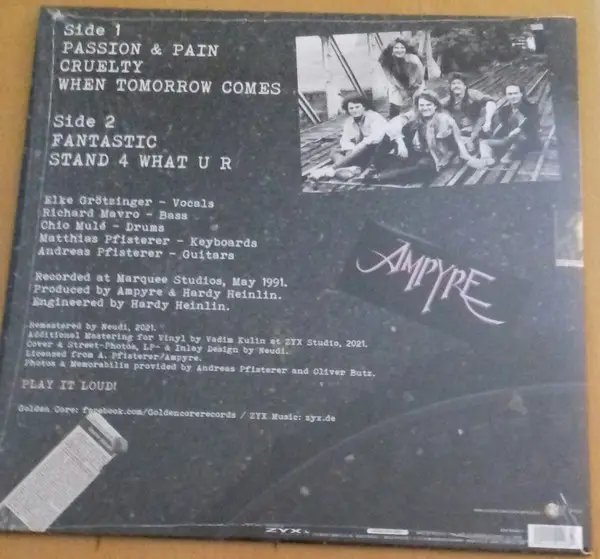 Side 1
PASSION & PAIN
CRUELTY
WHEN TOMORROW COMES
Side 2
FANTASTIC
STAND 4 WHAT U R
Elke Grötzinger - Vocals
Richard Mavro - Bass
Chio Mulé - Drums
Matthias Pfisterer - Keyboards
Andreas Pfisterer - Guitars
Recorded at Marquee Studios, May 1991.
Produced by Ampyre & Hardy Heinlin.
Engineered by Hardy Heinlin.
Remastered by Neudi, 2021.
Additional Mastering for Vinyl by Vadim Kulin at ZYX Studio, 2021.
Cover & Street-Photos, LP- & Inlay Design by Neudi.
Licensed from A. Pfisterer/Ampyre.
Photos & Memorabilia provided by Andreas Pfisterer and Oliver Butz.
PLAY IT LOUD!
Golden Core: facebook.com/Goldencorerecords / ZYX Music: zyx.de
AMPYRE
ZYX